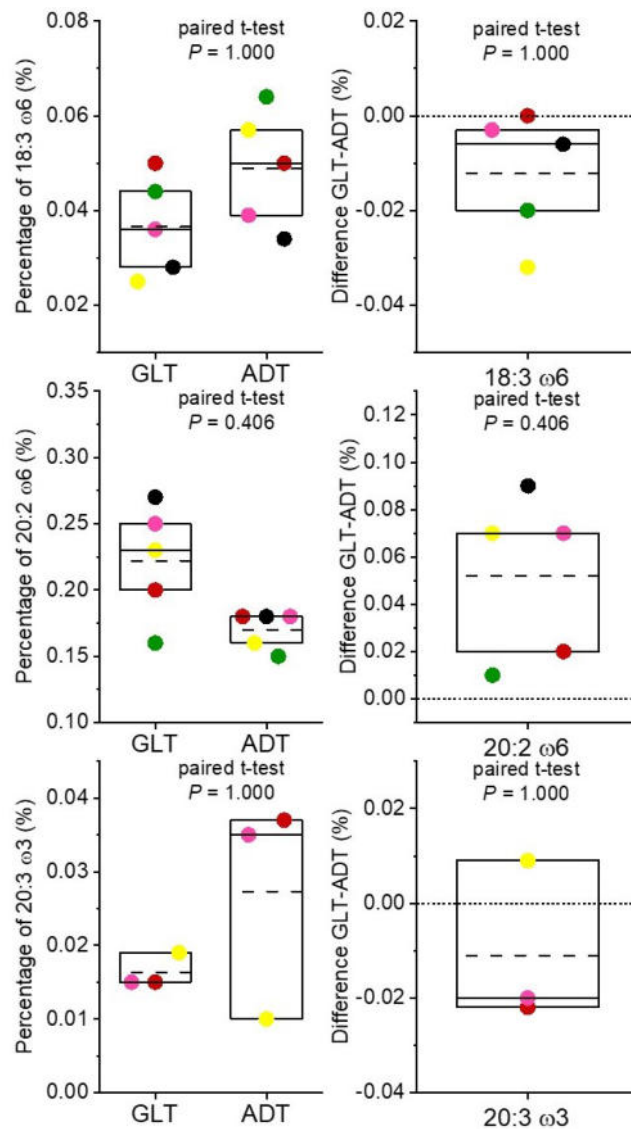 paired t-test
P = 1.000
Percentage of 18:3 ω6 (%)
0.08
0.06
0.04
0.02
GLT
ADT
paired t-test
P = 1.000
Difference GLT-ADT (%)
0.02
0.00
-0.02
-0.04
18:3 ω6
paired t-test
P = 0.406
Percentage of 20:2 ω6 (%)
0.35
0.30
0.25
0.20
0.15
0.10
GLT
ADT
paired t-test
P = 0.406
Difference GLT-ADT (%)
0.12
0.10
0.08
0.06
0.04
0.02
0.00
20:2 ω6
paired t-test
P = 1.000
Percentage of 20:3 ω3 (%)
0.04
0.03
0.02
0.01
0.00
GLT
ADT
paired t-test
P = 1.000
Difference GLT-ADT (%)
0.02
0.00
-0.02
-0.04
20:3 ω3